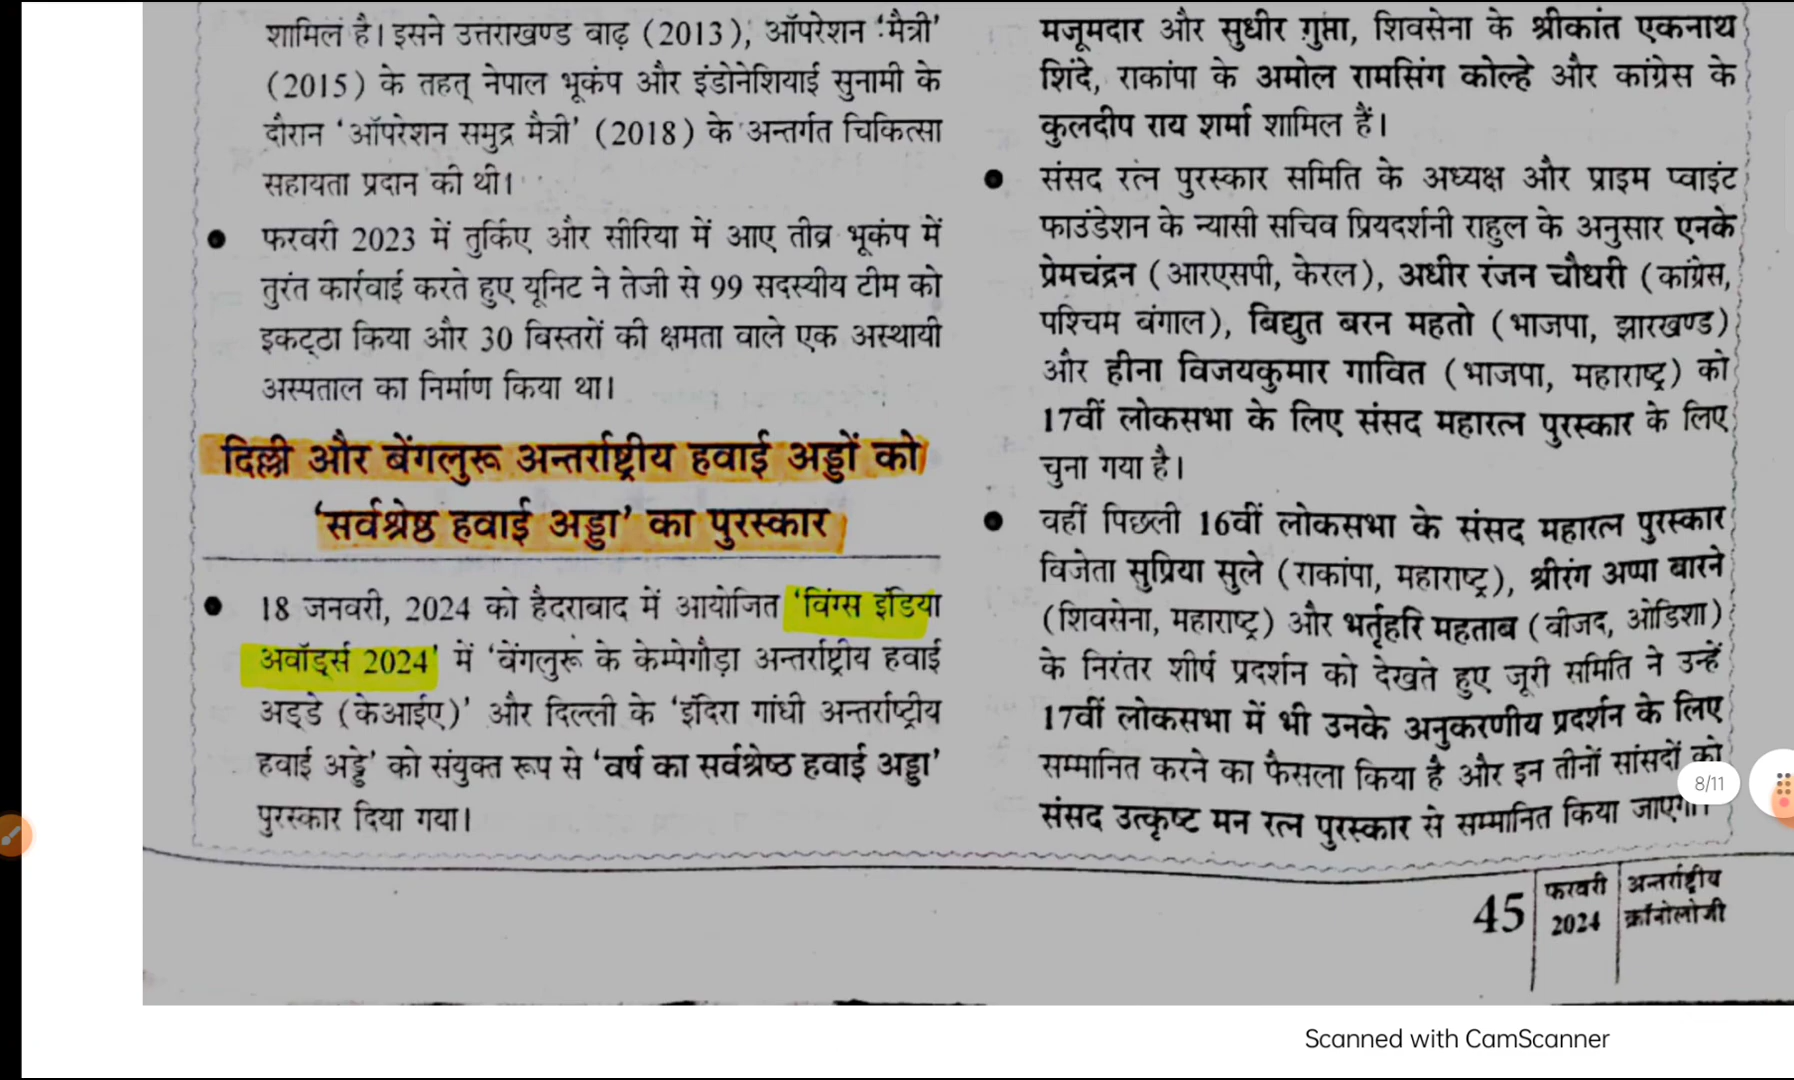 शामिल है। इसने उत्तराखण्ड बाढ़ (2013), ऑपरेशन ‘मैत्री’
(2015) के तहत् नेपाल भूकंप और इंडोनेशियाई सुनामी के
दौरान ‘ऑपरेशन समुद्र मैत्री’ (2018) के अन्तर्गत चिकित्सा
सहायता प्रदान की थी।
● फरवरी 2023 में तुर्किए और सीरिया में आए तीव्र भूकंप में
तुरंत कार्रवाई करते हुए यूनिट ने तेजी से 99 सदस्यीय टीम को
इकट्ठा किया और 30 बिस्तरों की क्षमता वाले एक अस्थायी
अस्पताल का निर्माण किया था।
दिल्ली और बेंगलुरू अन्तर्राष्ट्रीय हवाई अड्डों को
‘सर्वश्रेष्ठ हवाई अड्डा’ का पुरस्कार
● 18 जनवरी, 2024 को हैदराबाद में आयोजित ‘विंग्स इंडिया
अवॉर्ड्स 2024’ में ‘बेंगलुरू के केम्पेगौड़ा अन्तर्राष्ट्रीय हवाई
अड्डे (केआईए)’ और दिल्ली के ‘इंदिरा गांधी अन्तर्राष्ट्रीय
हवाई अड्डे’ को संयुक्त रूप से ‘वर्ष का सर्वश्रेष्ठ हवाई अड्डा’
पुरस्कार दिया गया।
मजूमदार और सुधीर गुप्ता, शिवसेना के श्रीकांत एकनाथ
शिंदे, राकांपा के अमोल रामसिंग कोल्हे और कांग्रेस के
कुलदीप राय शर्मा शामिल हैं।
● संसद रत्न पुरस्कार समिति के अध्यक्ष और प्राइम प्वाइंट
फाउंडेशन के न्यासी सचिव प्रियदर्शनी राहुल के अनुसार एनके
प्रेमचंद्रन (आरएसपी, केरल), अधीर रंजन चौधरी (कांग्रेस,
पश्चिम बंगाल), बिद्युत बरन महतो (भाजपा, झारखण्ड)
और हीना विजयकुमार गावित (भाजपा, महाराष्ट्र) को
17वीं लोकसभा के लिए संसद महारत्न पुरस्कार के लिए
चुना गया है।
● वहीं पिछली 16वीं लोकसभा के संसद महारत्न पुरस्कार
विजेता सुप्रिया सुले (राकांपा, महाराष्ट्र), श्रीरंग अप्पा बारने
(शिवसेना, महाराष्ट्र) और भर्तृहरि महताब (बीजद, ओडिशा)
के निरंतर शीर्ष प्रदर्शन को देखते हुए जूरी समिति ने उन्हें
17वीं लोकसभा में भी उनके अनुकरणीय प्रदर्शन के लिए
सम्मानित करने का फैसला किया है और इन तीनों सांसदों को
संसद उत्कृष्ट मन रत्न पुरस्कार से सम्मानित किया जाएगा।
8/11
45 फरवरी 2024 अन्तर्राष्ट्रीय क्रॉनोलोजी
Scanned with CamScanner